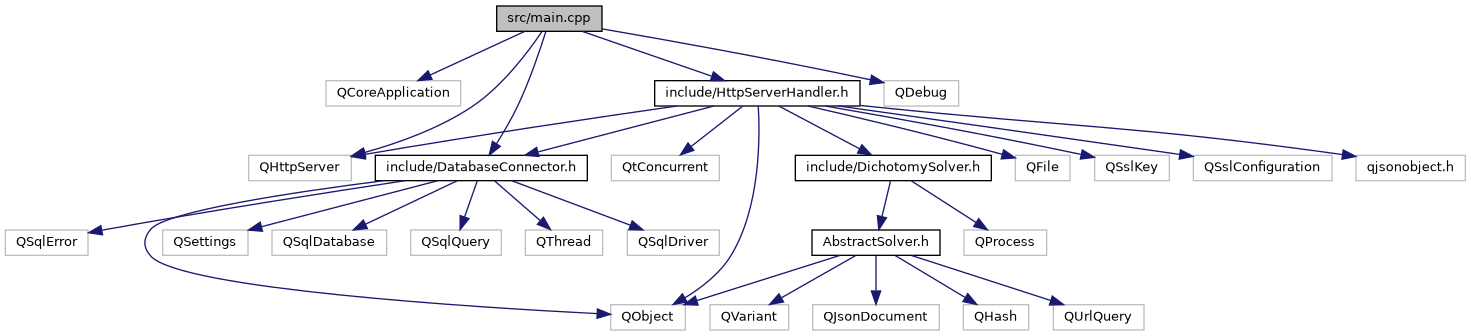 src/main.cpp
QCoreApplication
include/HttpServerHandler.h
QDebug
QHttpServer
include/DatabaseConnector.h
QtConcurrent
include/DichotomySolver.h
QFile
QSslKey
QSslConfiguration
qjsonobject.h
QSqlError
QSettings
QSqlDatabase
QSqlQuery
QThread
QSqlDriver
AbstractSolver.h
QProcess
QObject
QVariant
QJsonDocument
QHash
QUrlQuery